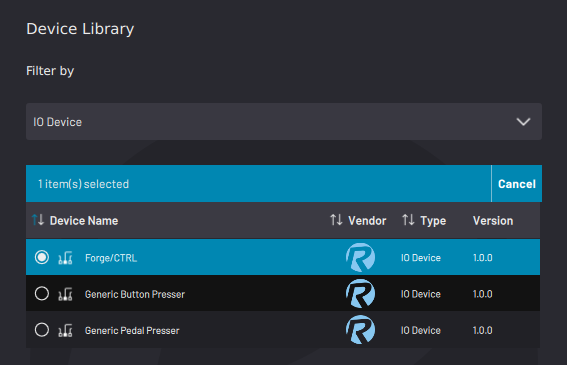 Device Library
Filter by
IO Device
1 item(s) selected Cancel
Device Name Vendor Type Version
Forge/CTRL R IO Device 1.0.0
Generic Button Presser R IO Device 1.0.0
Generic Pedal Presser R IO Device 1.0.0